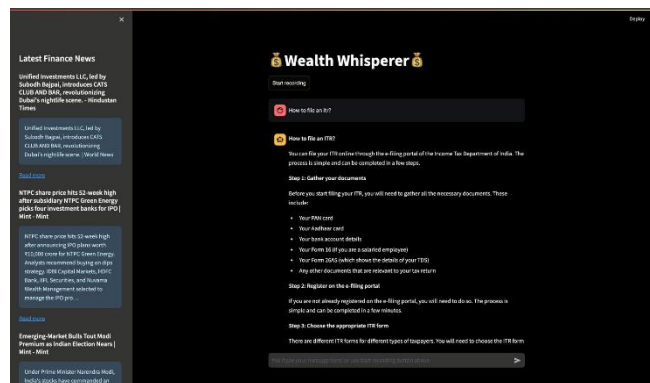 ×
Deploy
Latest Finance News
Unified Investments LLC, led by
Subodh Bajpai, introduces CATS
CLUB AND BAR, revolutionizing
Dubai's nightlife scene. - Hindustan
Times
Unified Investments LLC, led by
Subodh Bajpai, introduces CATS
CLUB AND BAR, revolutionizing
Dubai's nightlife scene. | World News
Read more
NTPC share price hits 52-week high
after subsidiary NTPC Green Energy
picks four investment banks for IPO |
Mint - Mint
NTPC share price hits 52-week high
after announcing IPO plans worth
₹10,000 crore for NTPC Green Energy.
Analysts recommend buying on dips
strategy. IDBI Capital Markets, HDFC
Bank, IIFL Securities, and Nuvama
Wealth Management selected to
manage the IPO pro...
Read more
Emerging-Market Bulls Tout Modi
Premium as Indian Election Nears |
Mint - Mint
Under Prime Minister Narendra Modi,
India's stocks have commanded an
Wealth Whisperer
Start recording
How to file an itr?
How to file an ITR?
You can file your ITR online through the e-filing portal of the Income Tax Department of India. The
process is simple and can be completed in a few steps.
Step 1: Gather your documents
Before you start filing your ITR, you will need to gather all the necessary documents. These
include:
• Your PAN card
• Your Aadhaar card
• Your bank account details
• Your Form 16 (if you are a salaried employee)
• Your Form 26AS (which shows the details of your TDS)
• Any other documents that are relevant to your tax return
Step 2: Register on the e-filing portal
If you are not already registered on the e-filing portal, you will need to do so. The process is
simple and can be completed in a few minutes.
Step 3: Choose the appropriate ITR form
There are different ITR forms for different types of taxpayers. You will need to choose the ITR form